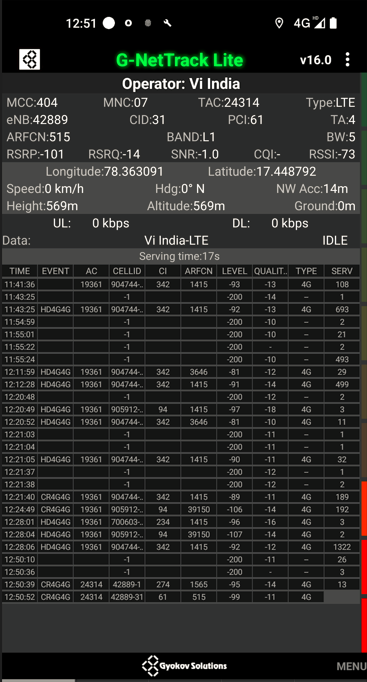 12:51 4G HD
G-NetTrack Lite v16.0
Operator: Vi India
MCC:404 MNC:07 TAC:24314 Type:LTE
eNB:42889 CID:31 PCI:61 TA:4
ARFCN:515 BAND:L1 BW:5
RSRP:-101 RSRQ:-14 SNR:-1.0 CQI:- RSSI:-73
Longitude:78.363091 Latitude:17.448792
Speed:0 km/h Hdg:0° N NW Acc:14m
Height:569m Altitude:569m Ground:0m
UL: 0 kbps DL: 0 kbps
Data: Vi India-LTE IDLE
Serving time:17s
TIME EVENT AC CELLID CI ARFCN LEVEL QUALIT.. TYPE SERV
11:41:36 19361 904744-.. 342 1415 -93 -13 4G 108
11:43:25 -1 -200 -14 – 1
11:43:25 HD4G4G 19361 904744-.. 342 1415 -92 -13 4G 693
11:54:59 -1 -200 -10 – 2
11:55:01 -1 -200 -10 – 21
11:55:22 -1 -200 - – 2
11:55:24 -1 -200 -10 – 493
12:11:59 HD4G4G 19361 904744-.. 342 3646 -81 -12 4G 29
12:12:28 HD4G4G 19361 904744-.. 342 1415 -91 -14 4G 499
12:20:48 -1 -200 -12 – 2
12:20:49 HD4G4G 19361 905912-.. 94 1415 -97 -18 4G 3
12:20:52 HD4G4G 19361 904744-.. 342 3646 -81 -10 4G 11
12:21:03 -1 -200 -11 – 1
12:21:04 -1 -200 -11 – 1
12:21:05 HD4G4G 19361 904744-.. 342 1415 -90 -11 4G 32
12:21:37 -1 -200 -12 – 1
12:21:38 -1 -200 -12 – 2
12:21:40 CR4G4G 19361 904744-.. 342 1415 -89 -11 4G 189
12:24:49 CR4G4G 19361 905912-.. 94 39150 -106 -14 4G 192
12:28:01 HD4G4G 19361 700603-.. 234 1415 -96 -16 4G 3
12:28:04 HD4G4G 19361 905912-.. 94 39150 -107 -14 4G 2
12:28:06 HD4G4G 19361 904744-.. 342 1415 -92 -12 4G 1322
12:50:10 -1 -200 -11 – 26
12:50:36 -1 -200 - – 3
12:50:39 CR4G4G 24314 42889-1 274 1565 -95 -14 4G 13
12:50:52 CR4G4G 24314 42889-31 61 515 -99 -11 4G
Gyokov Solutions MENU